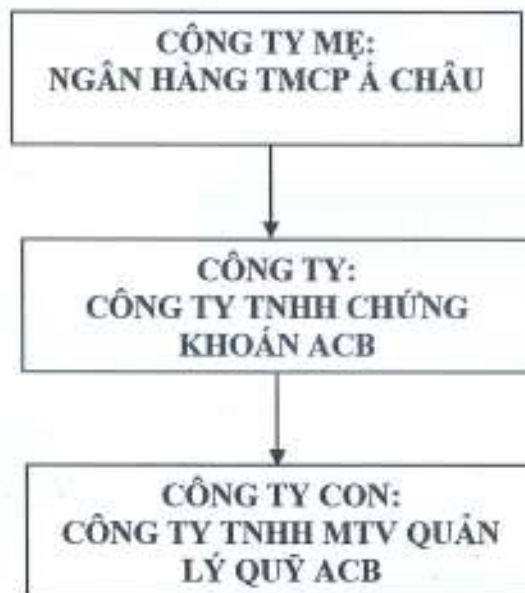 CÔNG TY MẸ:
NGÂN HÀNG TMCP Á CHÂU
CÔNG TY:
CÔNG TY TNHH CHỨNG
KHOÁN ACB
CÔNG TY CON:
CÔNG TY TNHH MTV QUẢN
LÝ QUỸ ACB